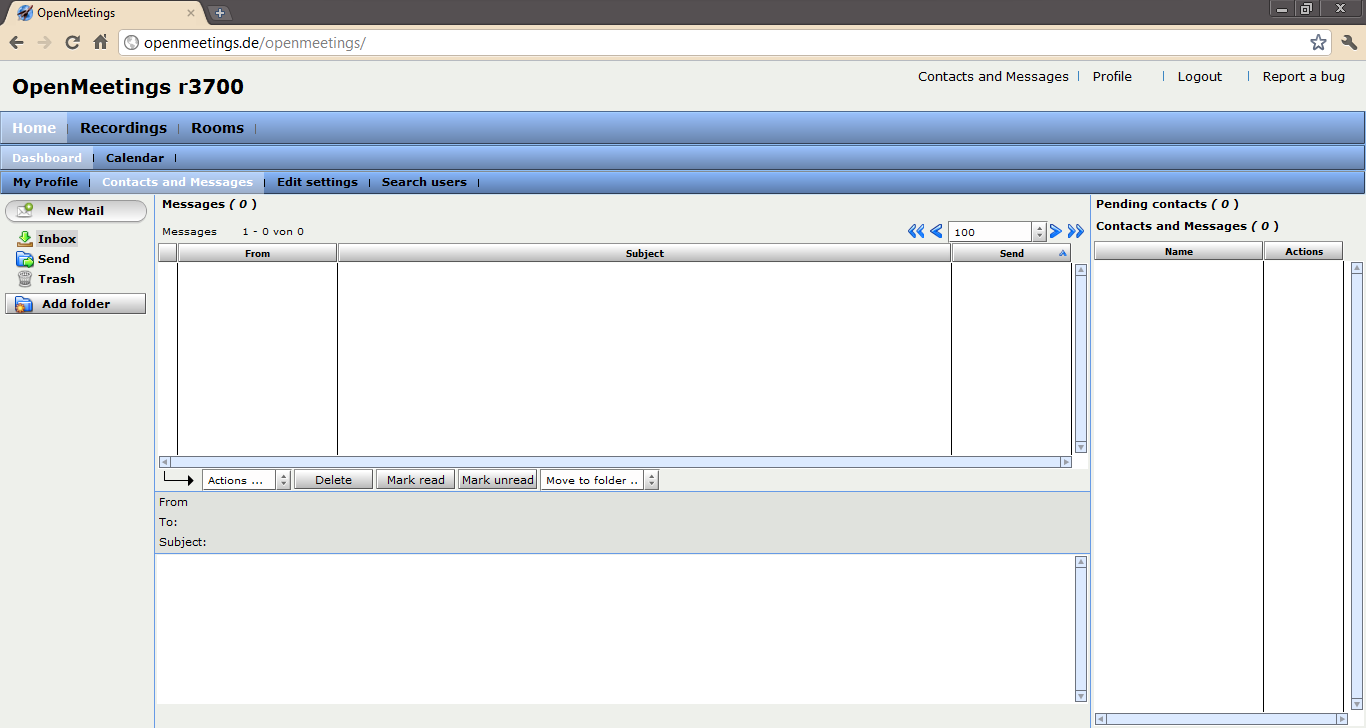 OpenMeetings
openmeetings.de/openmeetings/
OpenMeetings r3700
Contacts and Messages Profile Logout Report a bug
Home Recordings Rooms
Dashboard Calendar
My Profile Contacts and Messages Edit settings Search users
New Mail
Inbox
Send
Trash
Add folder
Messages ( 0 )
Messages 1 - 0 von 0 100
From Subject Send
Actions ... Delete Mark read Mark unread Move to folder ..
From
To:
Subject:
Pending contacts ( 0 )
Contacts and Messages ( 0 )
Name Actions